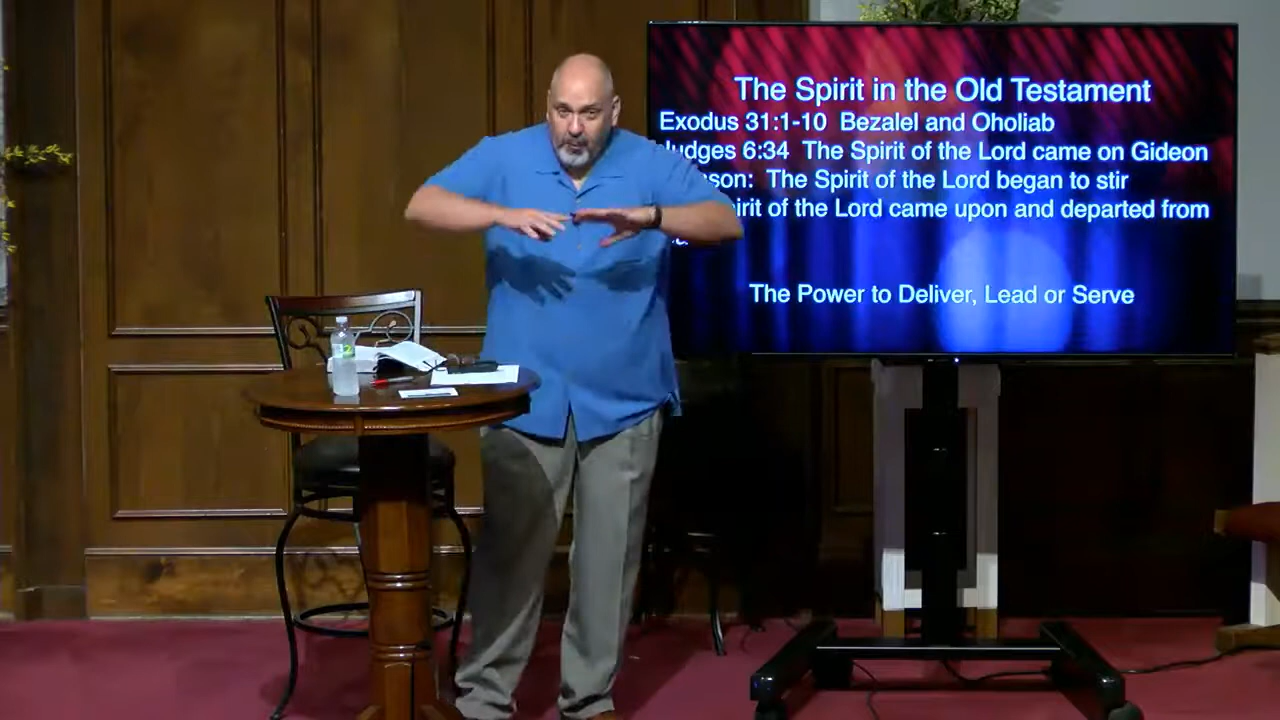 The Spirit in the Old Testament
Exodus 31:1-10 Bezalel and Oholiab
Judges 6:34 The Spirit of the Lord came on Gideon
The Spirit of the Lord began to stir
of the Lord came upon and departed from
The Power to Deliver, Lead or Serve